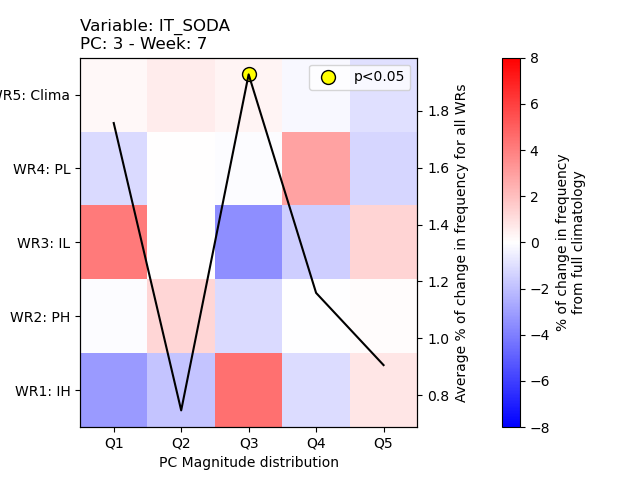 Variable: IT_SODA
PC: 3 - Week: 7
p<0.05
WR5: Clima
WR4: PL
WR3: IL
WR2: PH
WR1: IH
Q1 Q2 Q3 Q4 Q5
PC Magnitude distribution
1.8
1.6
1.4
1.2
1.0
0.8
Average % of change in frequency for all WRs
8
6
4
2
0
−2
−4
−6
−8
% of change in frequency
from full climatology